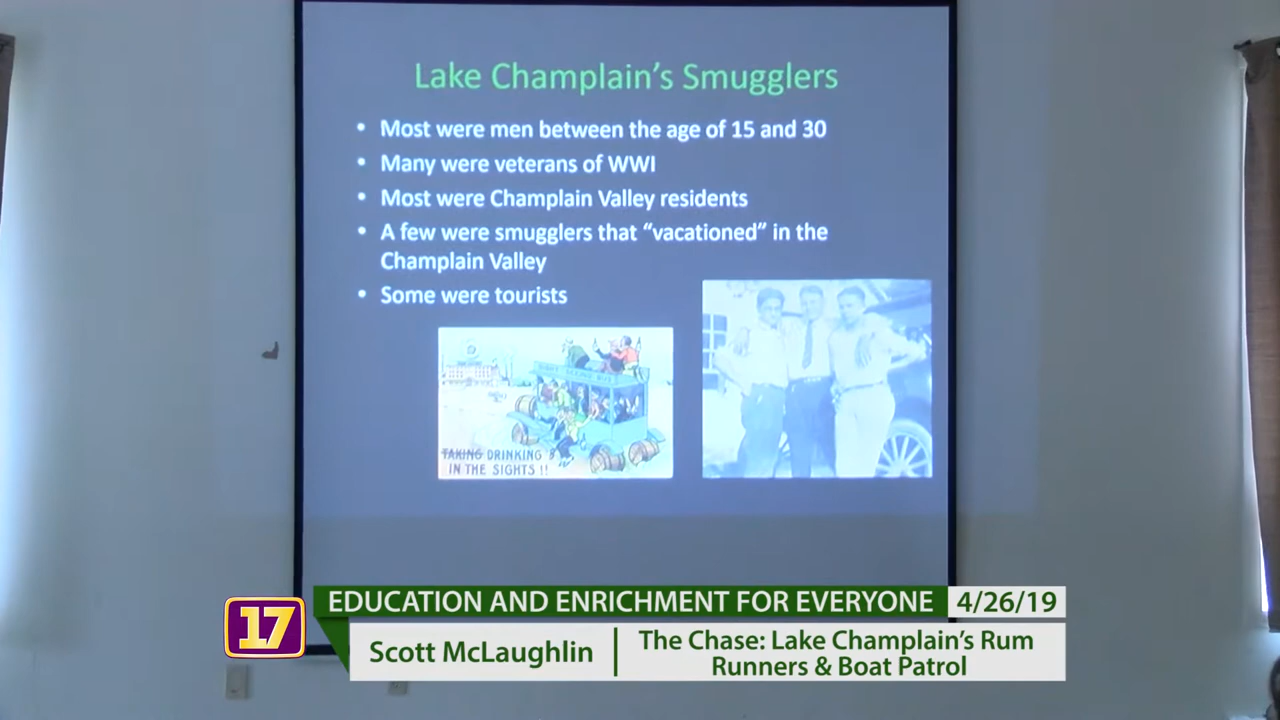 Lake Champlain's Smugglers
• Most were men between the age of 15 and 30
• Many were veterans of WWI
• Most were Champlain Valley residents
• A few were smugglers that “vacationed” in the
Champlain Valley
• Some were tourists
TAKING DRINKING
IN THE SIGHTS !!
17
EDUCATION AND ENRICHMENT FOR EVERYONE 4/26/19
Scott McLaughlin
The Chase: Lake Champlain's Rum
Runners & Boat Patrol